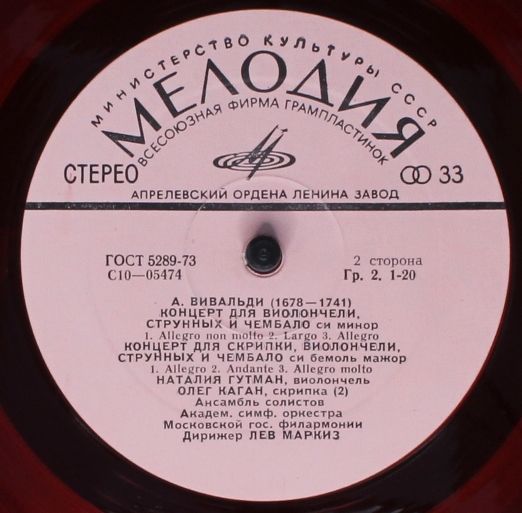 МИНИСТЕРСТВО КУЛЬТУРЫ СССР
МЕЛОДИЯ
ВСЕСОЮЗНАЯ ФИРМА ГРАМПЛАСТИНОК
СТЕРЕО 33
АПРЕЛЕВСКИЙ ОРДЕНА ЛЕНИНА ЗАВОД
ГОСТ 5289-73 2 сторона
С10—05474 Гр. 2. 1-20
А. ВИВАЛЬДИ (1678—1741)
КОНЦЕРТ ДЛЯ ВИОЛОНЧЕЛИ,
СТРУННЫХ И ЧЕМБАЛО си минор
1. Allegro non molto 2. Largo 3. Allegro
КОНЦЕРТ ДЛЯ СКРИПКИ, ВИОЛОНЧЕЛИ,
СТРУННЫХ И ЧЕМБАЛО си бемоль мажор
1. Allegro 2. Andante 3. Allegro molto
НАТАЛИЯ ГУТМАН, виолончель
ОЛЕГ КАГАН, скрипка (2)
Ансамбль солистов
Академ. симф. оркестра
Московской гос. филармонии
Дирижер ЛЕВ МАРКИЗ